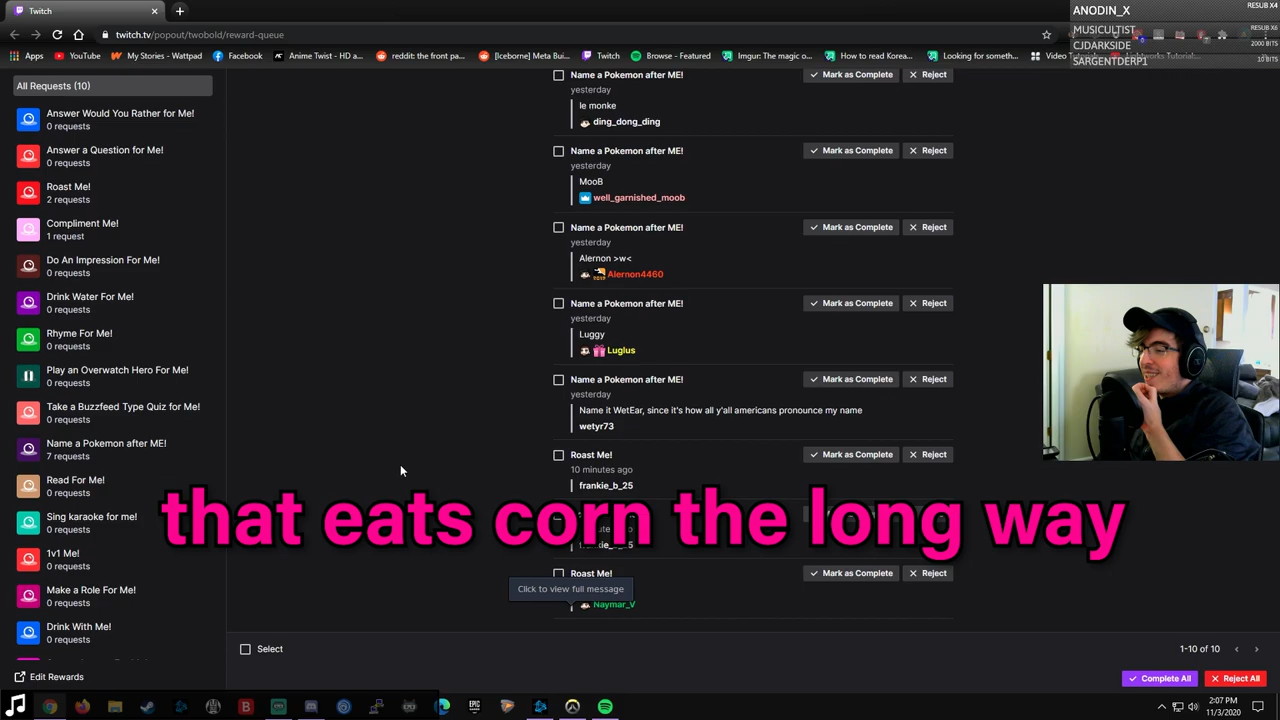 Twitch
twitch.tv/popout/twobold/reward-queue
Apps
YouTube
Gmail
WEBTOON
My Stories - Wattpad
Facebook
Anime Twist - HD a...
reddit: the front pa...
[Iceborne] Meta Bui...
Twitch
Browse - Featured
Imgur: The magic o...
How to read Korea...
Looking for someth...
ANODIN_X
RESUB X4
MUSICULTIST
RESUB X6
CJDARKSIDE
2000 BITS
SARGENTDERP1
10 BITS
All Requests (10)
Answer Would You Rather for Me!
0 requests
Answer a Question for Me!
0 requests
Roast Me!
2 requests
Compliment Me!
1 request
Do An Impression For Me!
0 requests
Drink Water For Me!
0 requests
Rhyme For Me!
0 requests
Play an Overwatch Hero For Me!
0 requests
Take a Buzzfeed Type Quiz for Me!
0 requests
Name a Pokemon after ME!
7 requests
Read For Me!
0 requests
Sing karaoke for me!
0 requests
1v1 Me!
0 requests
Make a Role For Me!
0 requests
Drink With Me!
0 requests
Edit Rewards
Name a Pokemon after ME!
Mark as Complete
Reject
yesterday
le monke
ding_dong_ding
Name a Pokemon after ME!
Mark as Complete
Reject
yesterday
MooB
well_garnished_moob
Name a Pokemon after ME!
Mark as Complete
Reject
yesterday
Alernon >w<
Alernon4460
Name a Pokemon after ME!
Mark as Complete
Reject
yesterday
Luggy
Luglus
Name a Pokemon after ME!
Mark as Complete
Reject
yesterday
Name it WetEar, since it's how all y'all americans pronounce my name
wetyr73
Roast Me!
Mark as Complete
Reject
10 minutes ago
frankie_b_25
that eats corn the long way
frankie_b_25
Roast Me!
Mark as Complete
Reject
Click to view full message
Naymar_V
Select
1-10 of 10
Complete All
Reject All
2:07 PM
11/3/2020